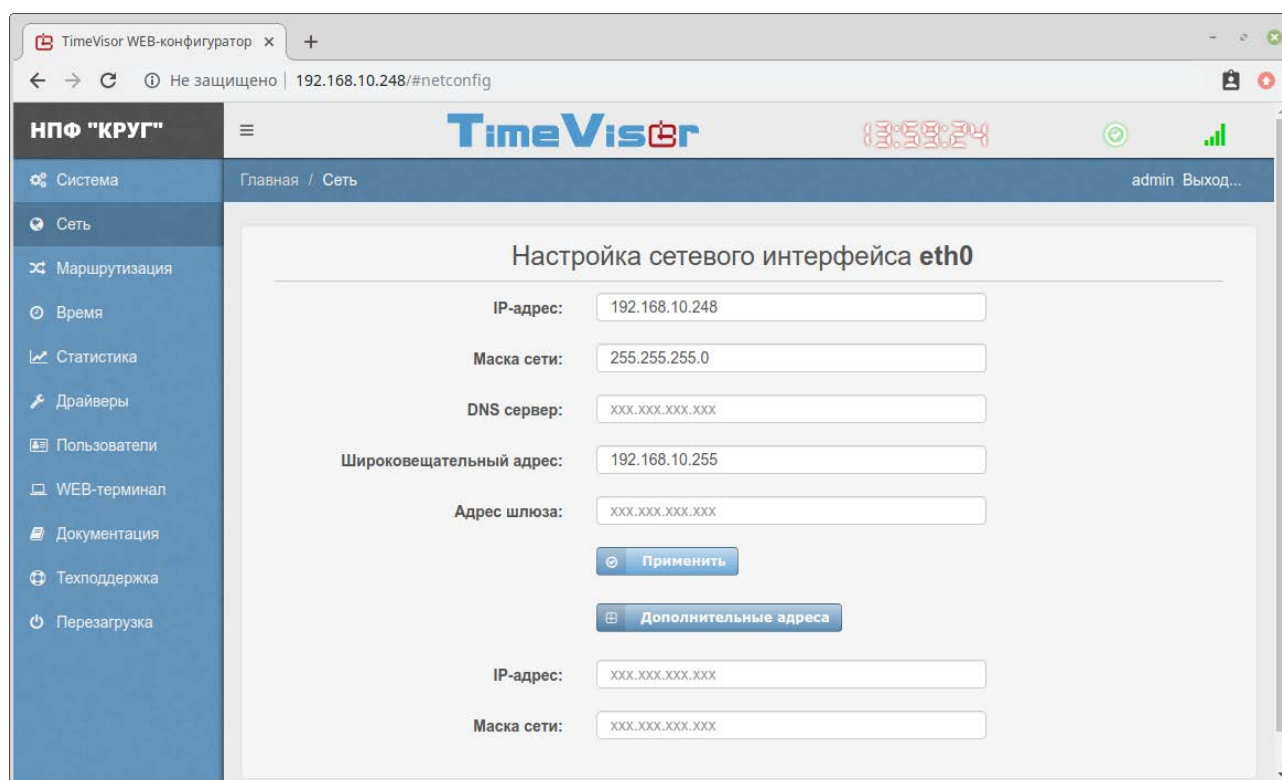 TimeVisor WEB-конфигуратор
Не защищено 192.168.10.248/#netconfig
НПФ "КРУГ"
TimeVisor
13:59:24
Система
Сеть
Маршрутизация
Время
Статистика
Драйверы
Пользователи
WEB-терминал
Документация
Техподдержка
Перезагрузка
Главная / Сеть
admin Выход...
Настройка сетевого интерфейса eth0
IP-адрес: 192.168.10.248
Маска сети: 255.255.255.0
DNS сервер: xxx.xxx.xxx.xxx
Широковещательный адрес: 192.168.10.255
Адрес шлюза: xxx.xxx.xxx.xxx
Применить
Дополнительные адреса
IP-адрес: xxx.xxx.xxx.xxx
Маска сети: xxx.xxx.xxx.xxx